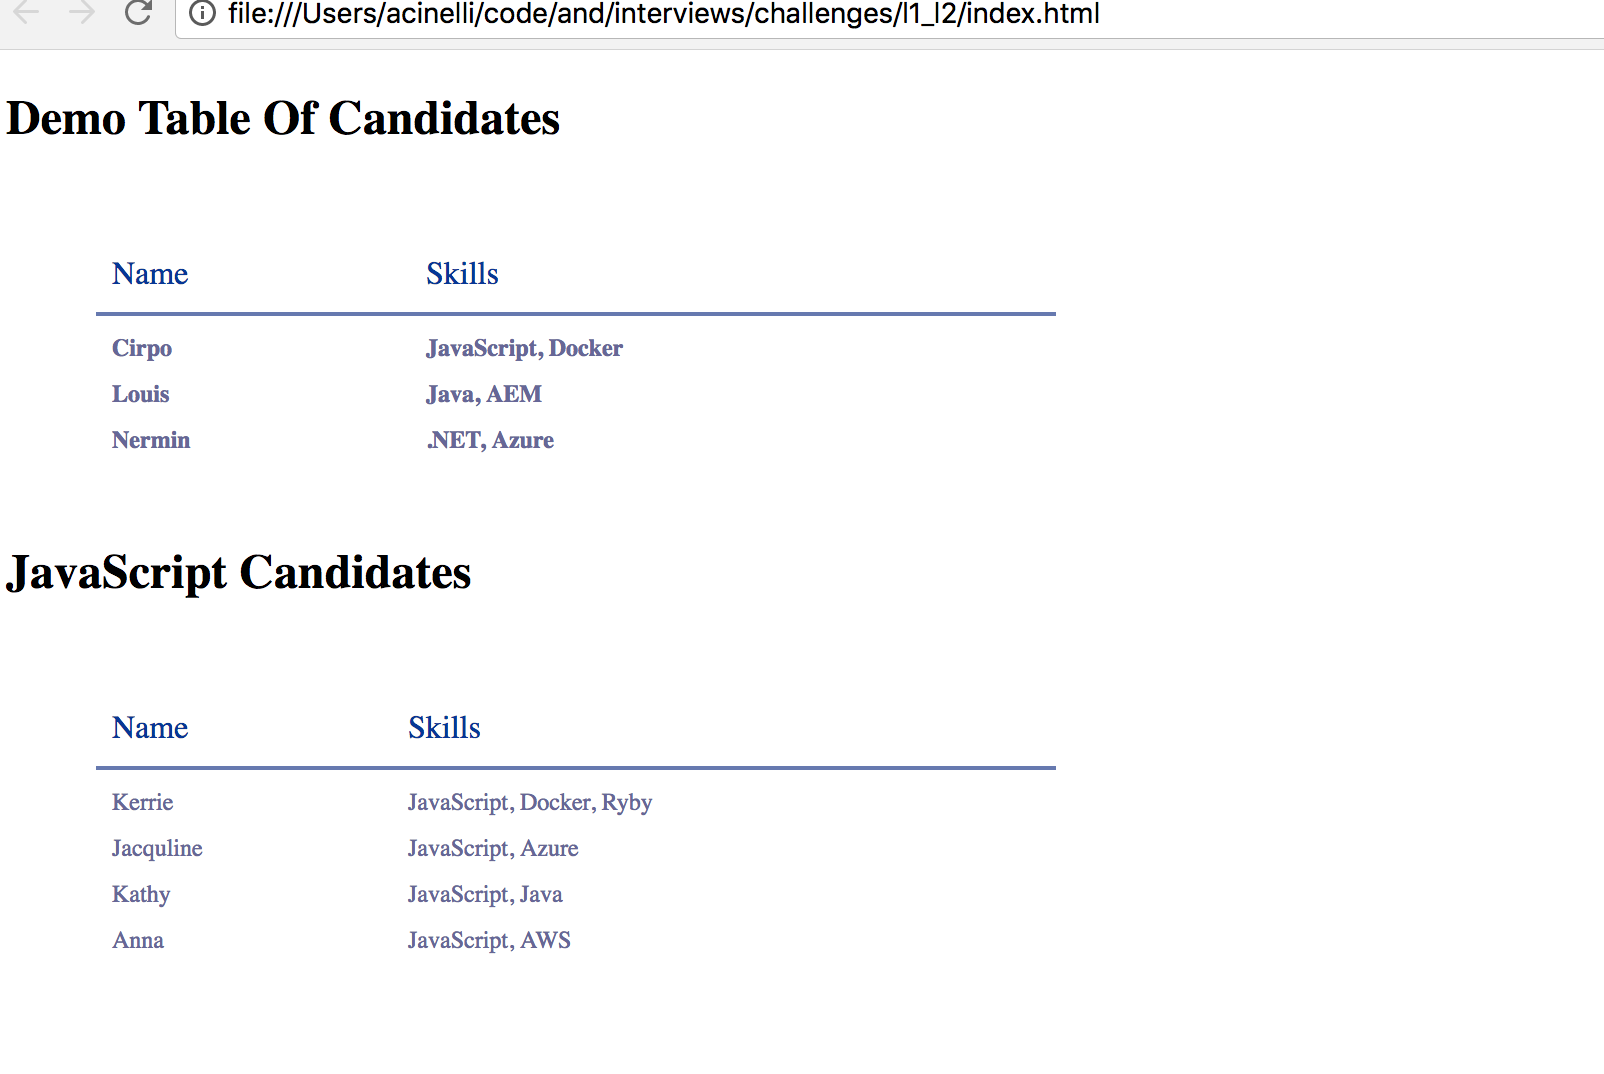 file:///Users/acinelli/code/and/interviews/challenges/l1_l2/index.html
Demo Table Of Candidates
Name Skills
Cirpo JavaScript, Docker
Louis Java, AEM
Nermin .NET, Azure
JavaScript Candidates
Name Skills
Kerrie JavaScript, Docker, Ryby
Jacquline JavaScript, Azure
Kathy JavaScript, Java
Anna JavaScript, AWS